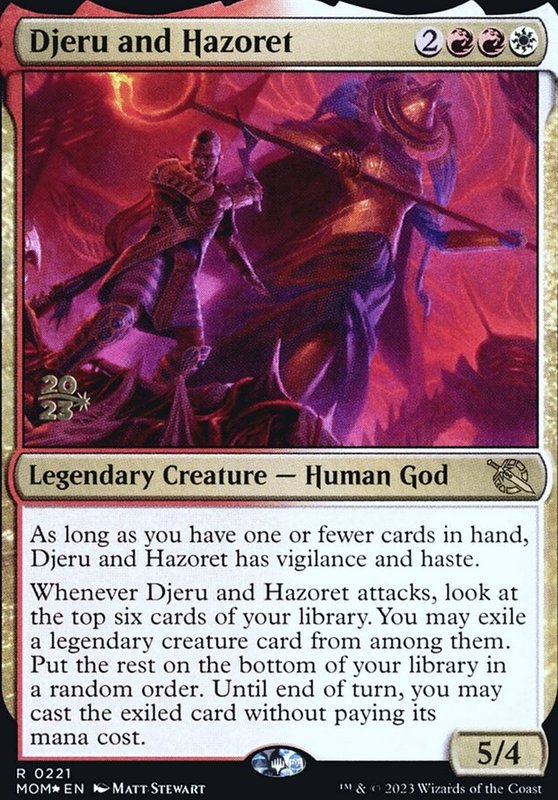 Djeru and Hazoret 2
20
23
Legendary Creature — Human God
As long as you have one or fewer cards in hand,
Djeru and Hazoret has vigilance and haste.
Whenever Djeru and Hazoret attacks, look at
the top six cards of your library. You may exile
a legendary creature card from among them.
Put the rest on the bottom of your library in
a random order. Until end of turn, you may
cast the exiled card without paying its
mana cost.
5/4
R 0221
MOM★EN Matt Stewart
™ & © 2023 Wizards of the Coast